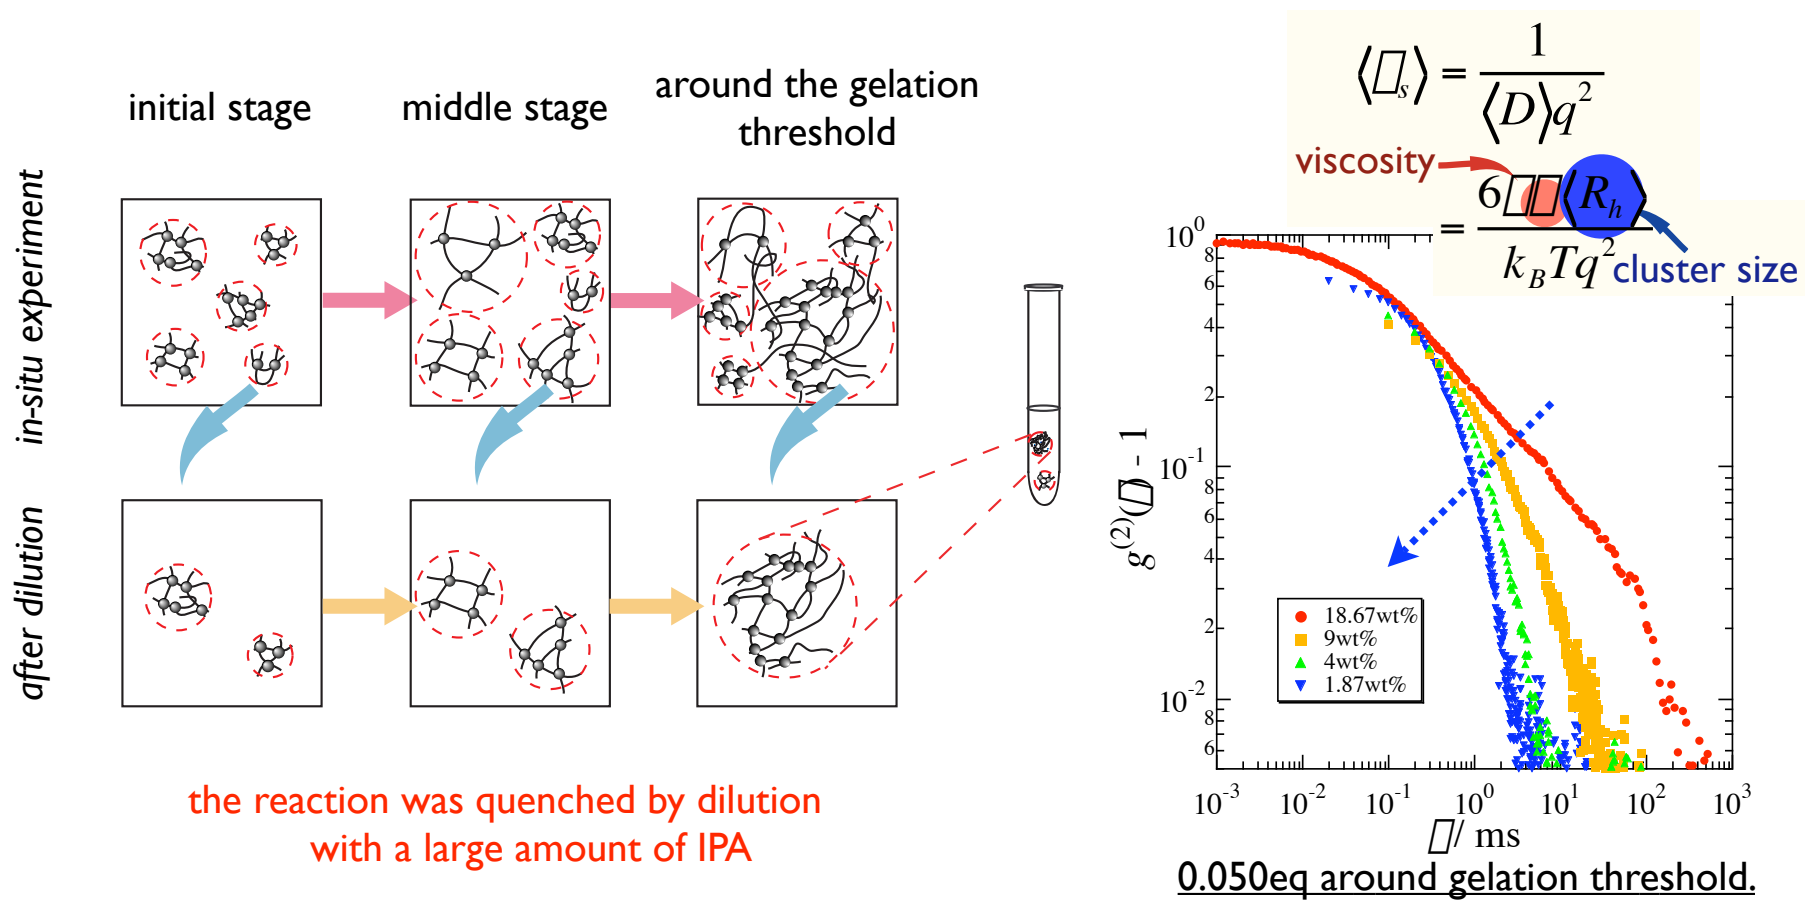 initial stage
middle stage
around the gelation
threshold
in-situ experiment
after dilution
the reaction was quenched by dilution
with a large amount of IPA
⟨▯s⟩ = 1 / ⟨D⟩q²
viscosity
= 6▯▯⟨R_h⟩ / k_B T q²
cluster size
g⁽²⁾(▯) - 1
10⁰
8
6
4
2
10⁻¹
8
6
4
2
10⁻²
8
6
18.67wt%
9wt%
4wt%
1.87wt%
10⁻³ 10⁻² 10⁻¹ 10⁰ 10¹ 10² 10³
▯/ ms
0.050eq around gelation threshold.